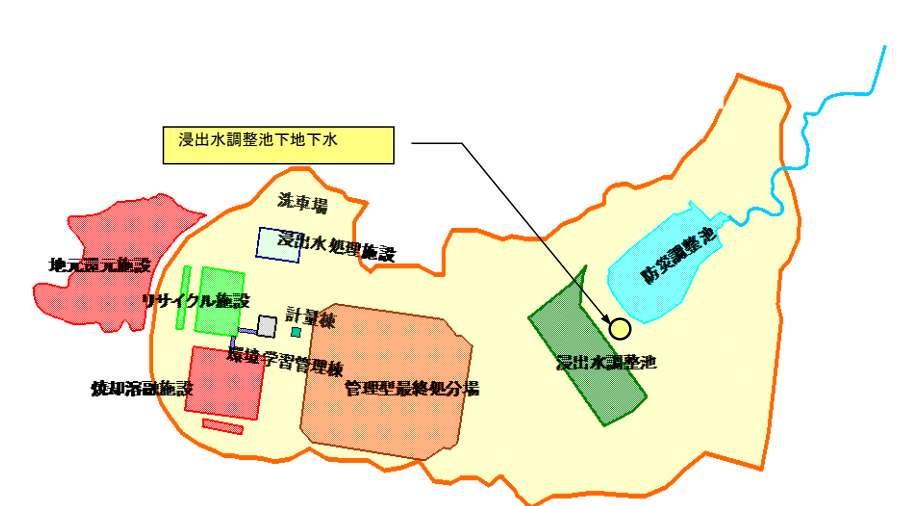 浸出水調整池下地下水
洗車場
浸出水処理施設
防災調整池
地元還元施設
リサイクル施設
計量棟
環境学習管理棟
浸出水調整池
焼却溶融施設
管理型最終処分場